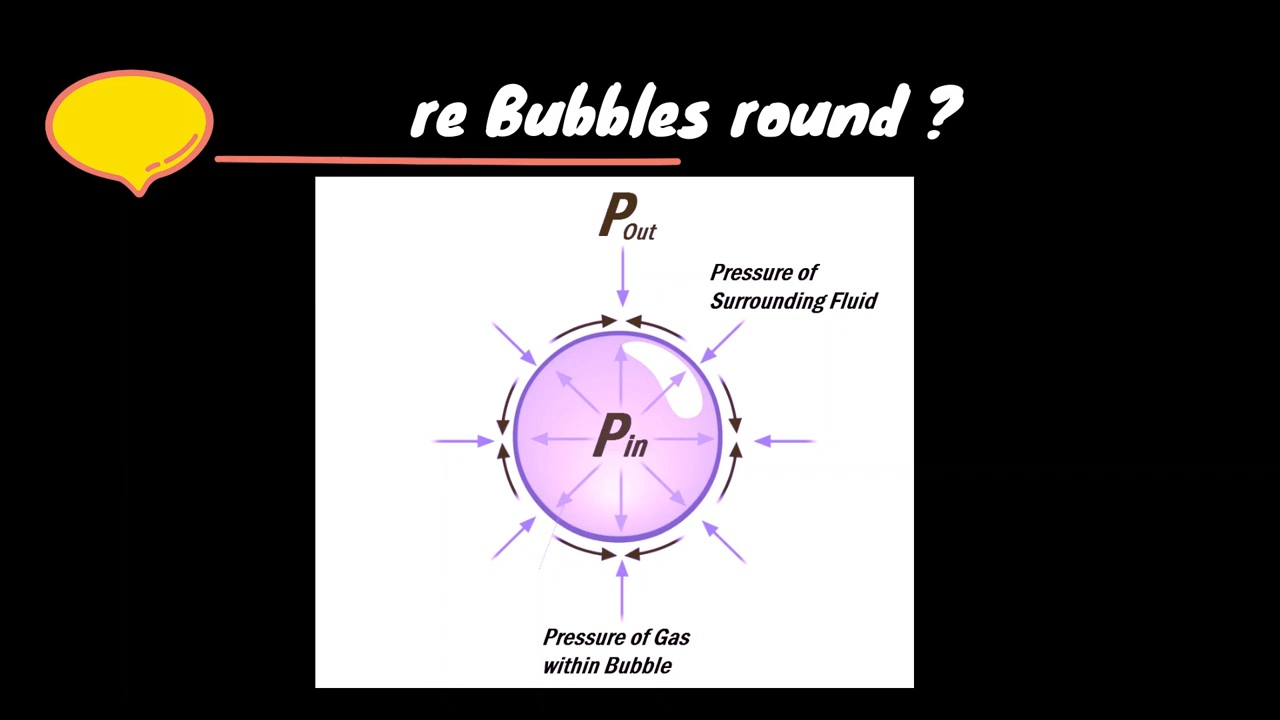 re Bubbles round ?
P Out
Pressure of
Surrounding Fluid
P in
Pressure of Gas
within Bubble